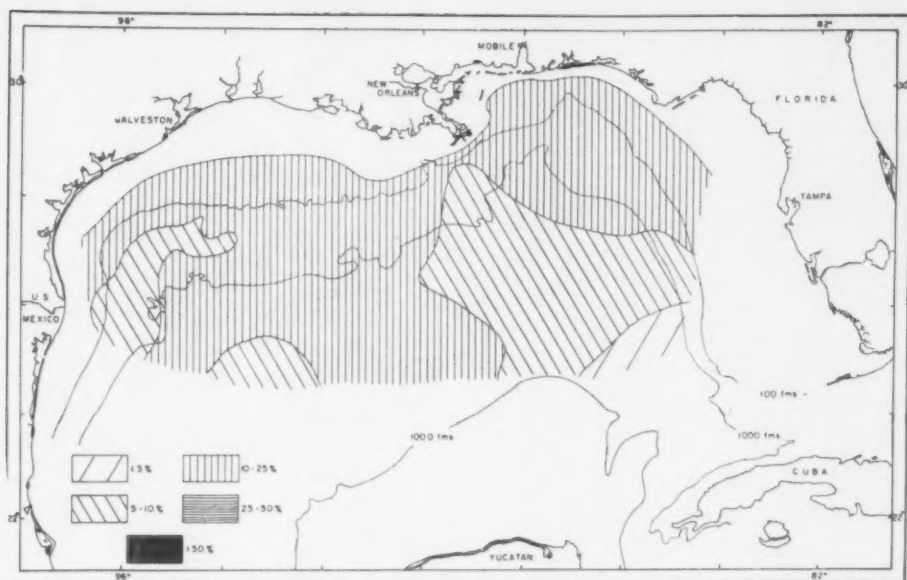 96°
82°
MOBILE
30
NEW
ORLEANS
30
FLORIDA
GALVESTON
TAMPA
U S
MEXICO
100 fms
1000 fms
1000 fms
<5%
10-25%
5-10%
25-50%
>50%
CUBA
22°
22°
YUCATAN
96°
82°